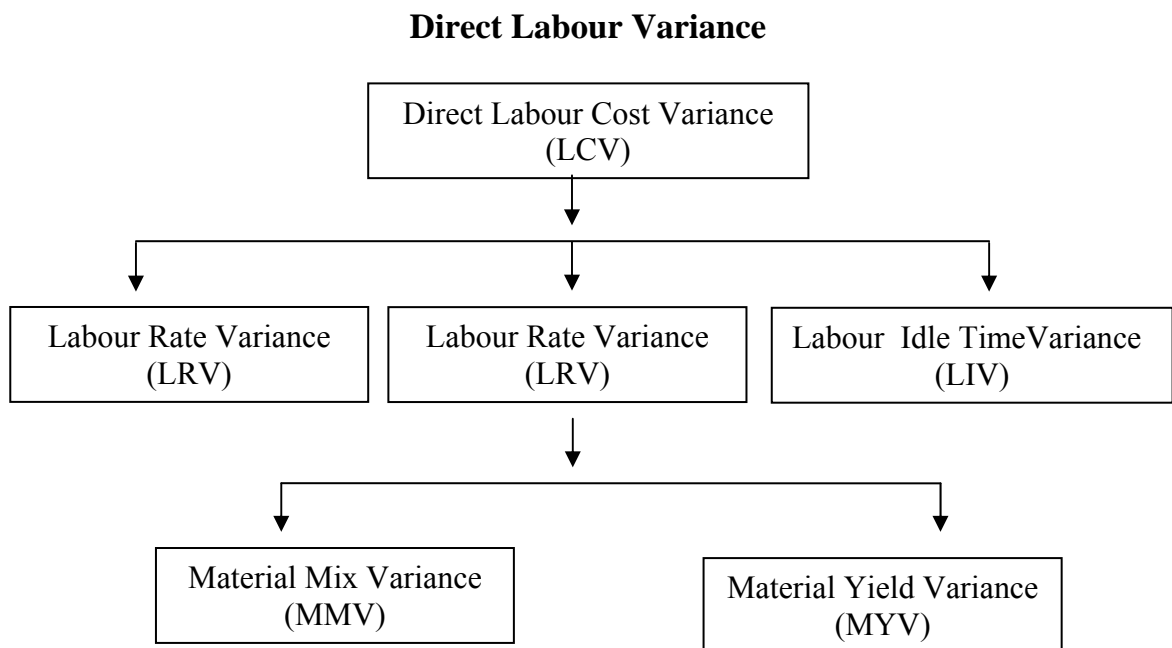 Direct Labour Variance
Direct Labour Cost Variance
(LCV)
Labour Rate Variance
(LRV)
Labour Rate Variance
(LRV)
Labour Idle TimeVariance
(LIV)
Material Mix Variance
(MMV)
Material Yield Variance
(MYV)